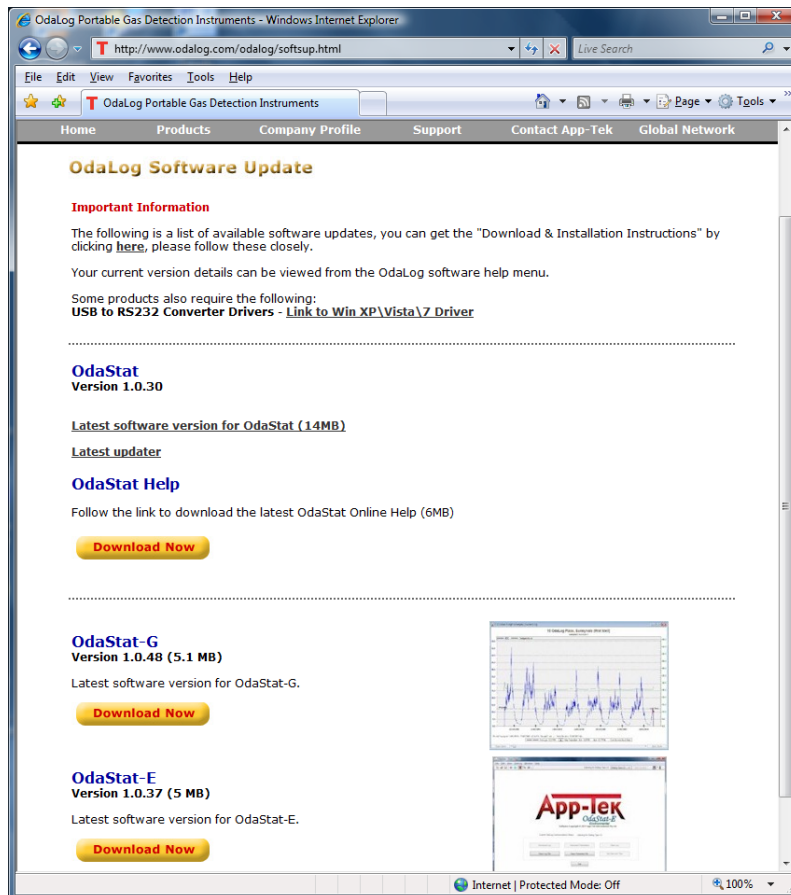 OdaLog Portable Gas Detection Instruments - Windows Internet Explorer
http://www.odalog.com/odalog/softsup.html
Live Search
File Edit View Favorites Tools Help
OdaLog Portable Gas Detection Instruments
Page Tools
Home Products Company Profile Support Contact App-Tek Global Network
OdaLog Software Update
Important Information
The following is a list of available software updates, you can get the "Download & Installation Instructions" by
clicking here, please follow these closely.
Your current version details can be viewed from the OdaLog software help menu.
Some products also require the following:
USB to RS232 Converter Drivers - Link to Win XP\Vista\7 Driver
OdaStat
Version 1.0.30
Latest software version for OdaStat (14MB)
Latest updater
OdaStat Help
Follow the link to download the latest OdaStat Online Help (6MB)
Download Now
OdaStat-G
Version 1.0.48 (5.1 MB)
Latest software version for OdaStat-G.
Download Now
OdaStat-E
Version 1.0.37 (5 MB)
Latest software version for OdaStat-E.
Download Now
App-Tek
OdaStat-E
Internet | Protected Mode: Off
100%